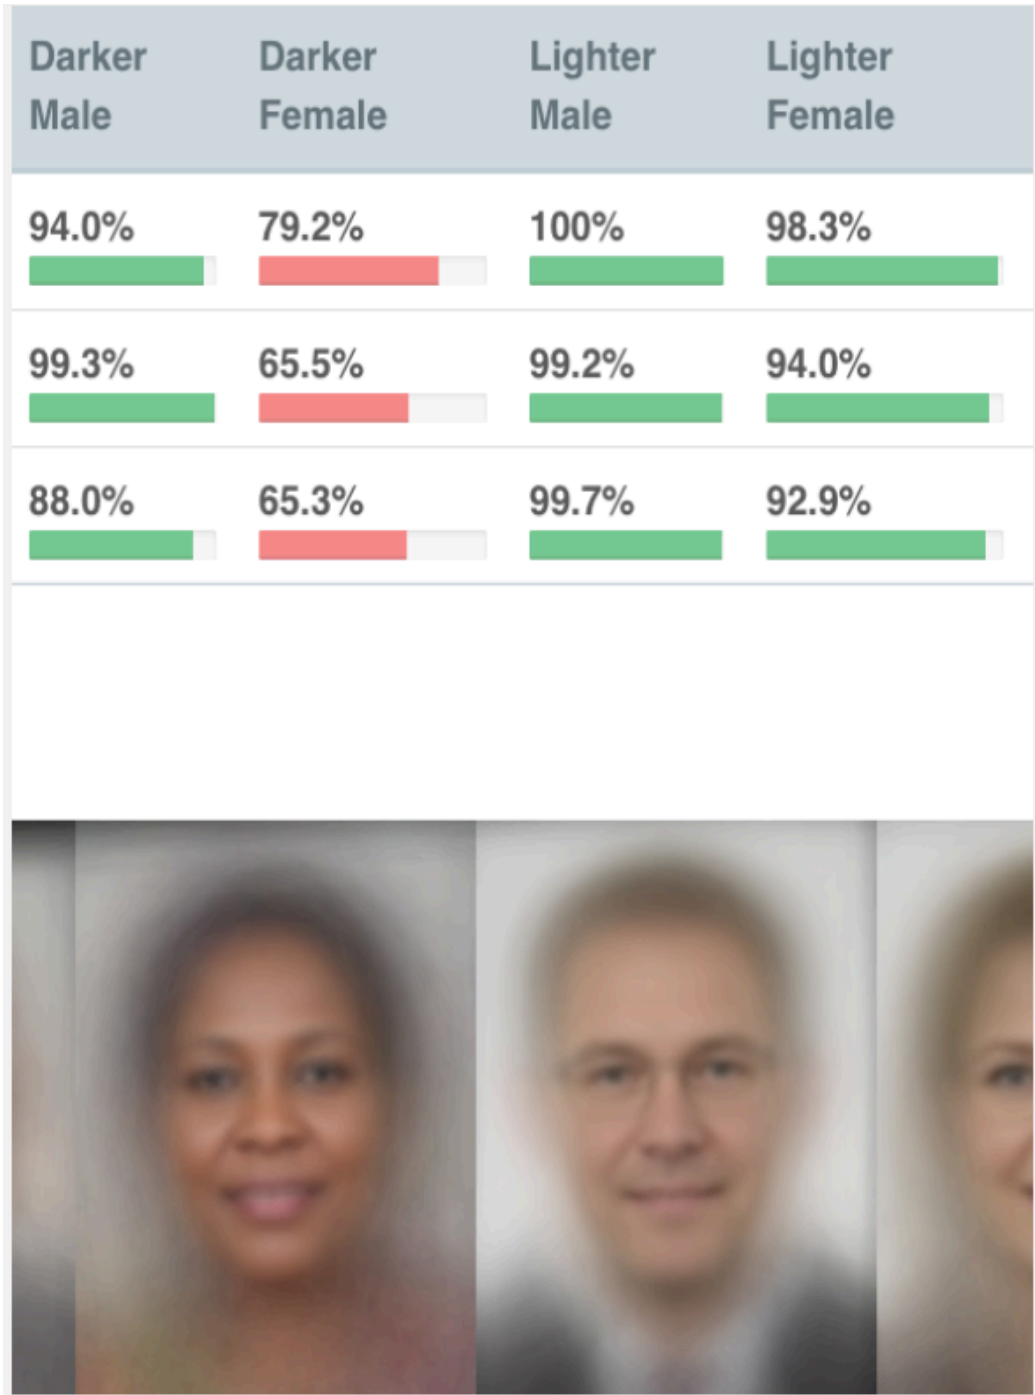 Darker Male
Darker Female
Lighter Male
Lighter Female
94.0% 79.2% 100% 98.3%
99.3% 65.5% 99.2% 94.0%
88.0% 65.3% 99.7% 92.9%